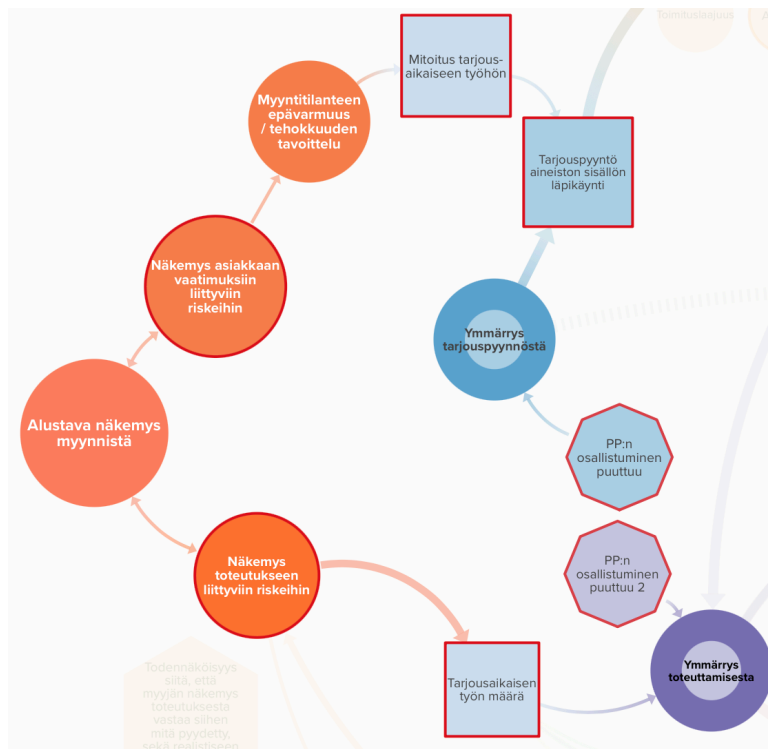 Toimitusлaajuus
Mitoitus tarjous-
aikaiseen työhön
Myyntitilanteen
epävarmuus
/ tehokkuuden
tavoittelu
Tarjouspyyntö
aineiston sisällön
läpikäynti
Näkemys asiakkaan
vaatimuksiin
liittyviin
riskeihin
Ymmärrys
tarjouspyynnöstä
Alustava näkemys
myynnistä
PP:n
osallistuminen
puuttuu
PP:n
osallistuminen
puuttuu 2
Näkemys
toteutukseen
liittyviin riskeihin
Tarjousaikaisen
työn määrä
Ymmärrys
toteuttamisesta
Todennäköisyys
siitä, että
myyjän näkemys
toteutuksesta
vastaa siihen
mitä pyydetty,
sekä realistiseen